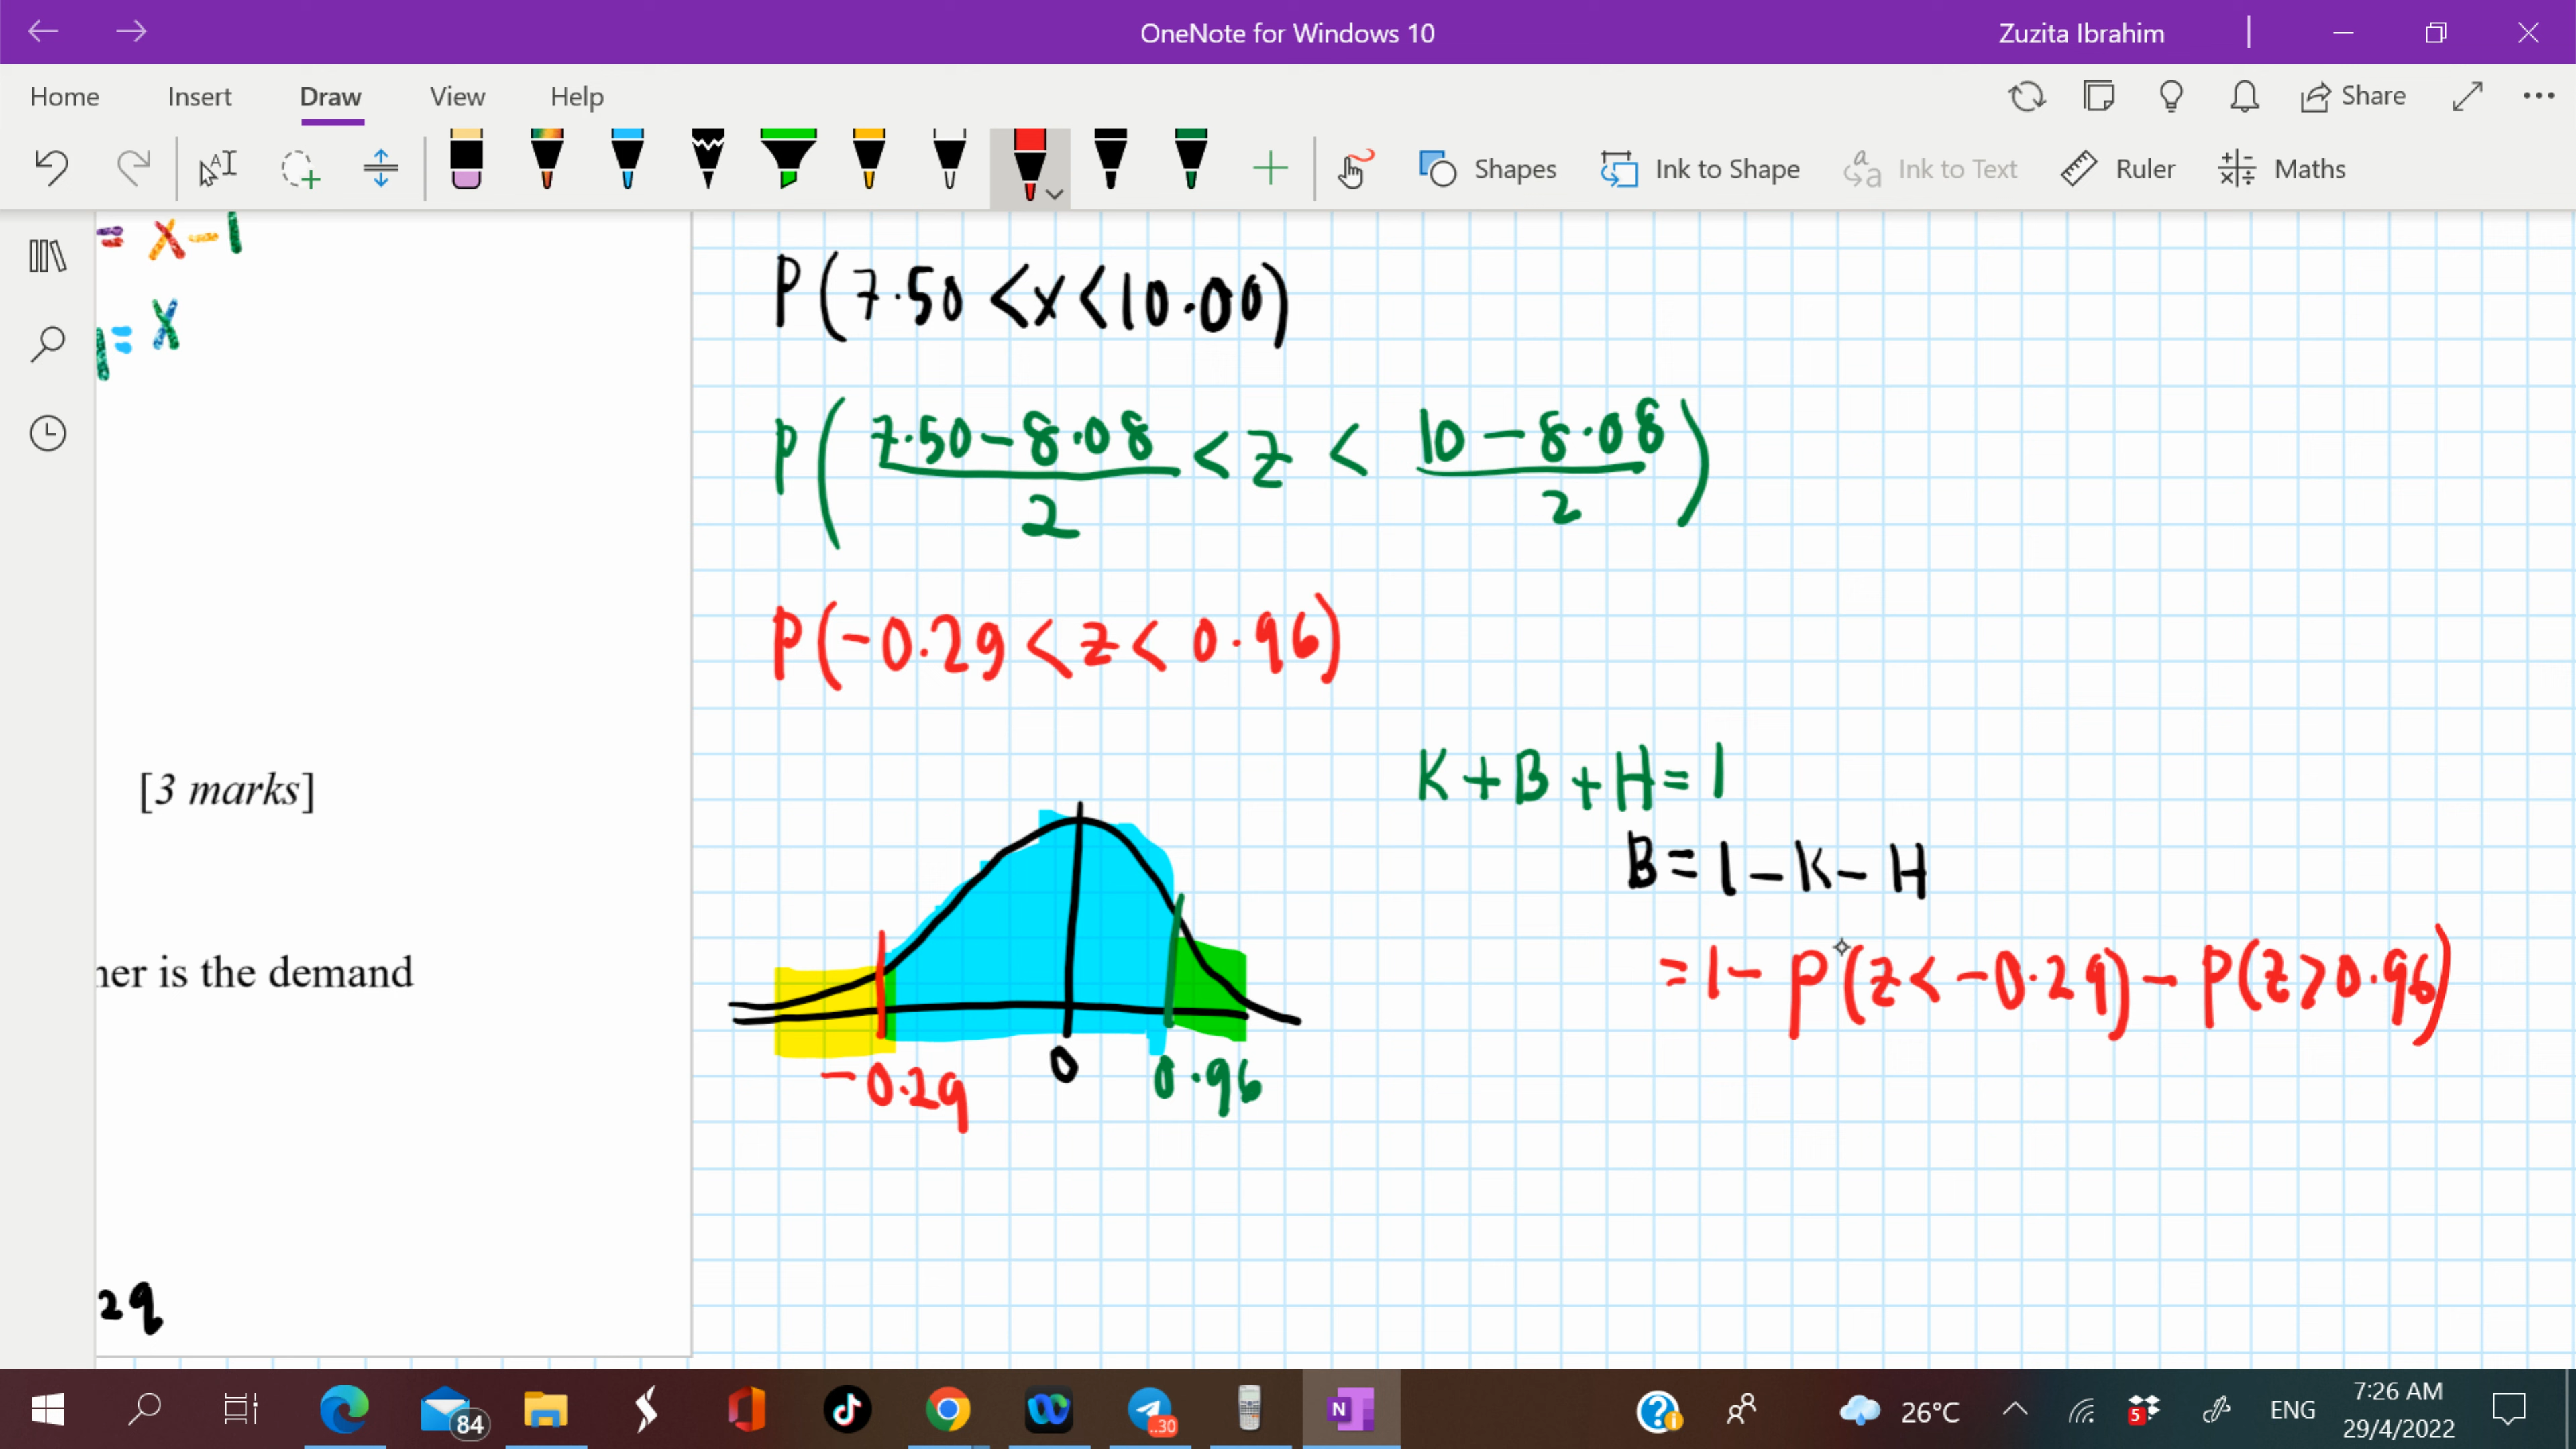 OneNote for Windows 10
Zuzita Ibrahim
Home Insert Draw View Help
Share
Shapes Ink to Shape Ink to Text Ruler Maths
= x-1
1= x
[3 marks]
ner is the demand
29
P(7.50 < x < 10.00)
P( 7.50 - 8.08 / 2 < z < 10 - 8.08 / 2 )
P(-0.29 < z < 0.96)
-0.29 0 0.96
K + B + H = 1
B = 1 - K - H
= 1 - P(z < -0.29) - P(z > 0.96)
84
..30
26°C
5
ENG
7:26 AM
29/4/2022